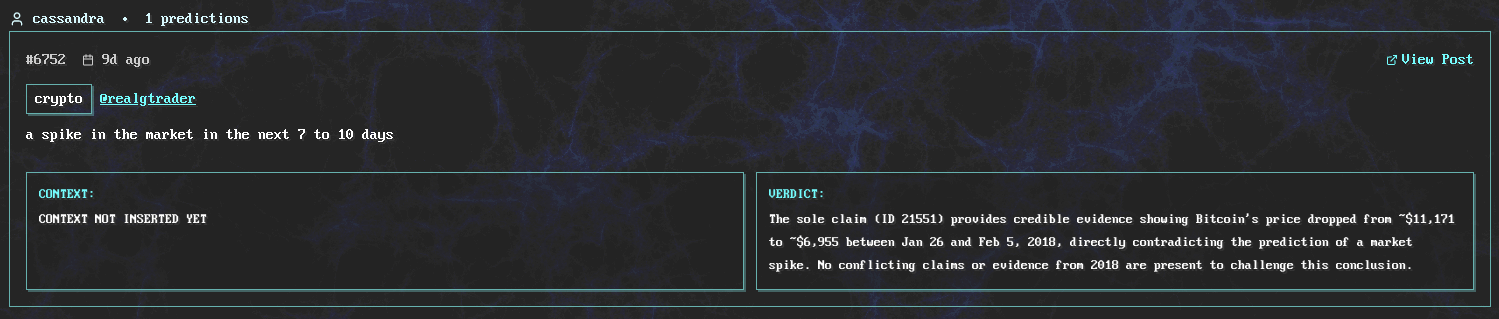 cassandra • 1 predictions
#6752 9d ago View Post
crypto @realgtrader
a spike in the market in the next 7 to 10 days
CONTEXT:
CONTEXT NOT INSERTED YET
VERDICT:
The sole claim (ID 21551) provides credible evidence showing Bitcoin's price dropped from ~$11,171
to ~$6,955 between Jan 26 and Feb 5, 2018, directly contradicting the prediction of a market
spike. No conflicting claims or evidence from 2018 are present to challenge this conclusion.